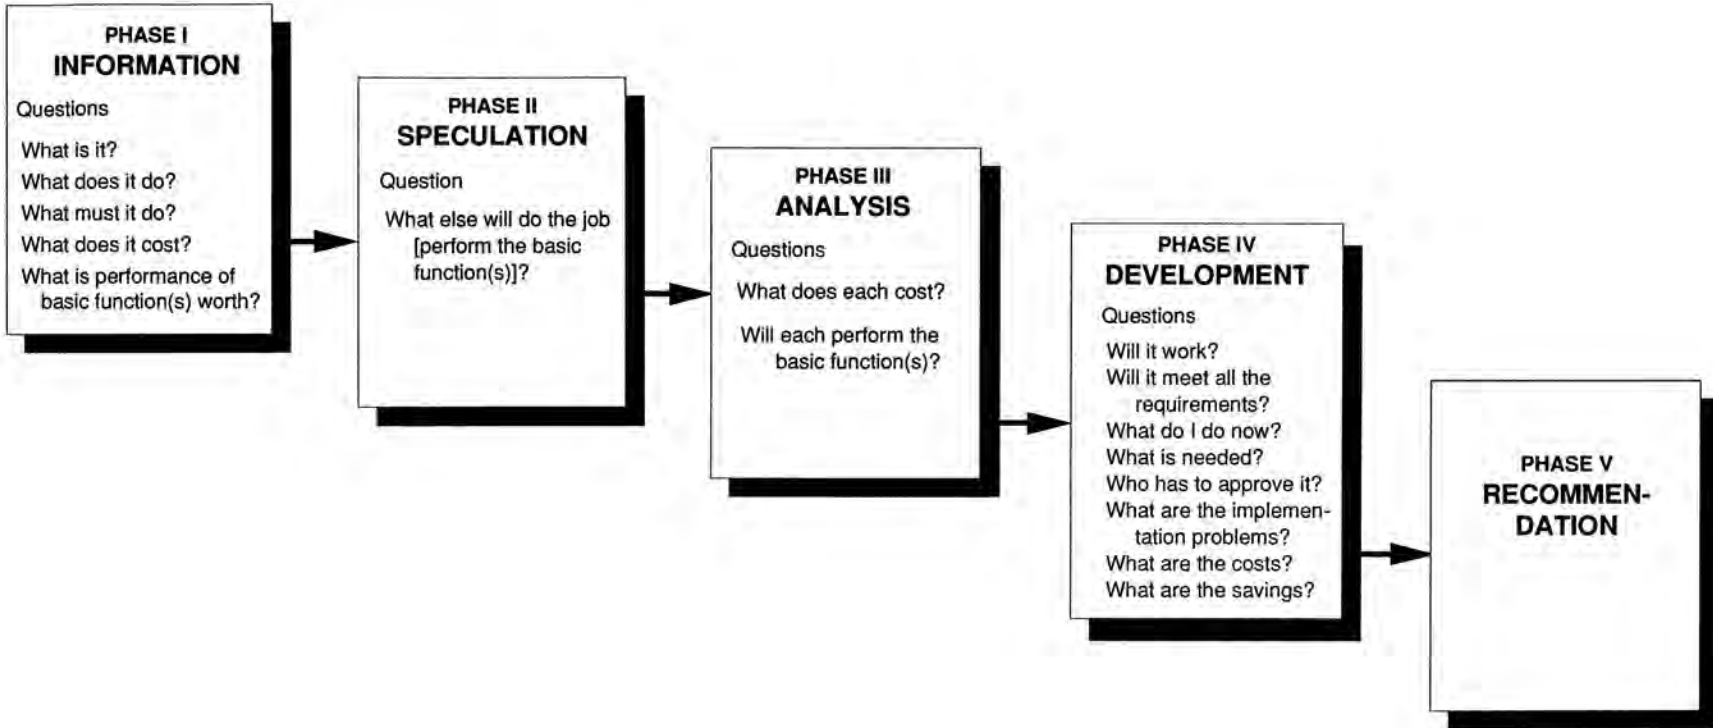 PHASE I
INFORMATION
Questions
What is it?
What does it do?
What must it do?
What does it cost?
What is performance of
basic function(s) worth?
PHASE II
SPECULATION
Question
What else will do the job
[perform the basic
function(s)]?
PHASE III
ANALYSIS
Questions
What does each cost?
Will each perform the
basic function(s)?
PHASE IV
DEVELOPMENT
Questions
Will it work?
Will it meet all the
requirements?
What do I do now?
What is needed?
Who has to approve it?
What are the implemen-
tation problems?
What are the costs?
What are the savings?
PHASE V
RECOMMEN-
DATION